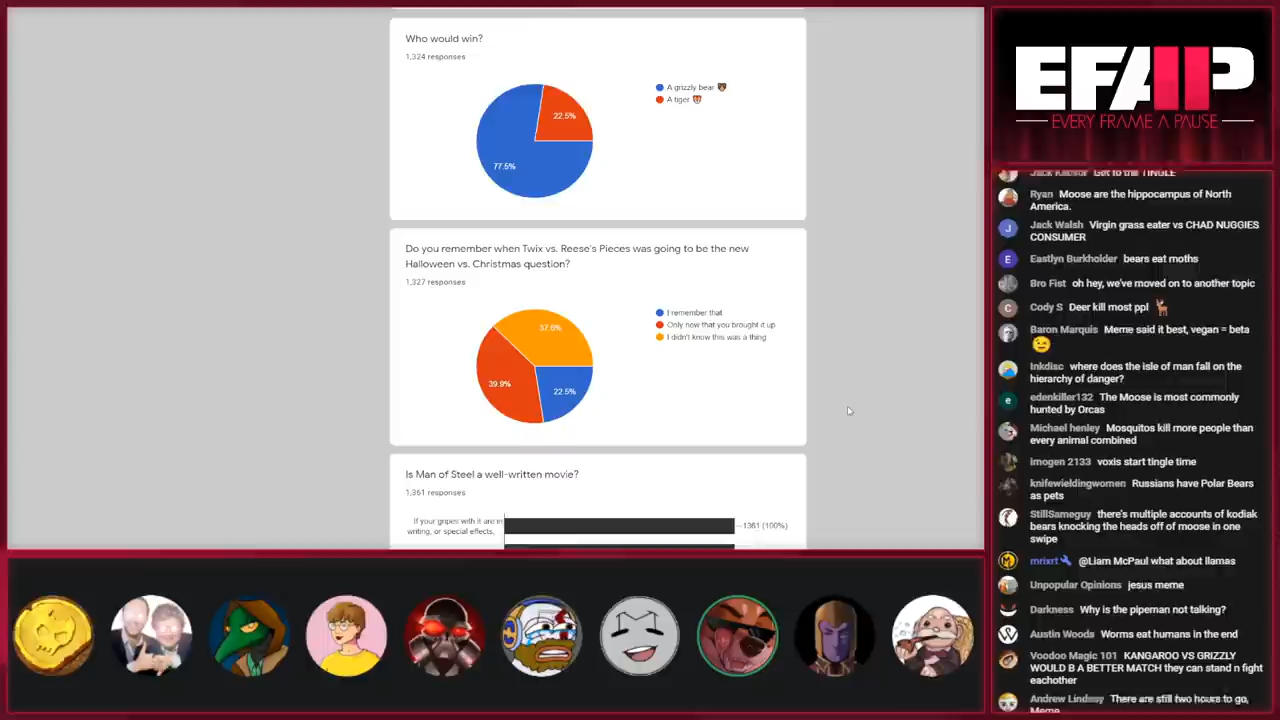 Who would win?
1,324 responses
A grizzly bear 🐻
A tiger 🐯
22.5%
77.5%
Do you remember when Twix vs. Reese's Pieces was going to be the new
Halloween vs. Christmas question?
1,327 responses
I remember that
Only now that you brought it up
I didn't know this was a thing
37.6%
39.9%
22.5%
Is Man of Steel a well-written movie?
1,361 responses
If your gripes with it are in
writing, or special effects,
1361 (100%)
EFAP
EVERY FRAME A PAUSE
Get to the TINGLE
Ryan Moose are the hippocampus of North
America.
Jack Walsh Virgin grass eater vs CHAD NUGGIES
CONSUMER
Eastlyn Burkholder bears eat moths
Bro Fist oh hey, we've moved on to another topic
Cody S Deer kill most ppl 🦌
Baron Marquis Meme said it best, vegan = beta
😉
Inkdisc where does the isle of man fall on the
hierarchy of danger?
edenkiller132 The Moose is most commonly
hunted by Orcas
Michael henley Mosquitos kill more people than
every animal combined
imogen 2133 voxis start tingle time
knifewieldingwomen Russians have Polar Bears
as pets
StillSameguy there's multiple accounts of kodiak
bears knocking the heads off of moose in one
swipe
mrixrt 🔧 @Liam McPaul what about llamas
Unpopular Opinions jesus meme
Darkness Why is the pipeman not talking?
Austin Woods Worms eat humans in the end
Voodoo Magic 101 KANGAROO VS GRIZZLY
WOULD B A BETTER MATCH they can stand n fight
eachother
Andrew Lindesy There are still two hours to go,
Meme